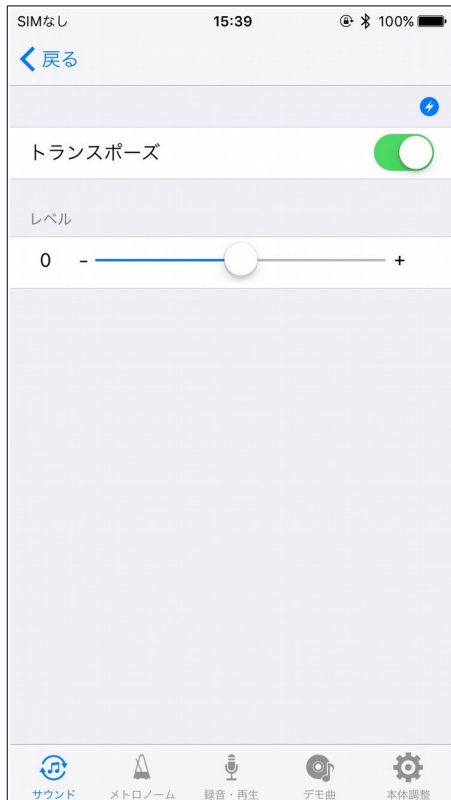 SIMなし 15:39 100%
戻る
トランスポーズ
レベル
0 - +
サウンド メトロノーム 録音・再生 デモ曲 本体調整